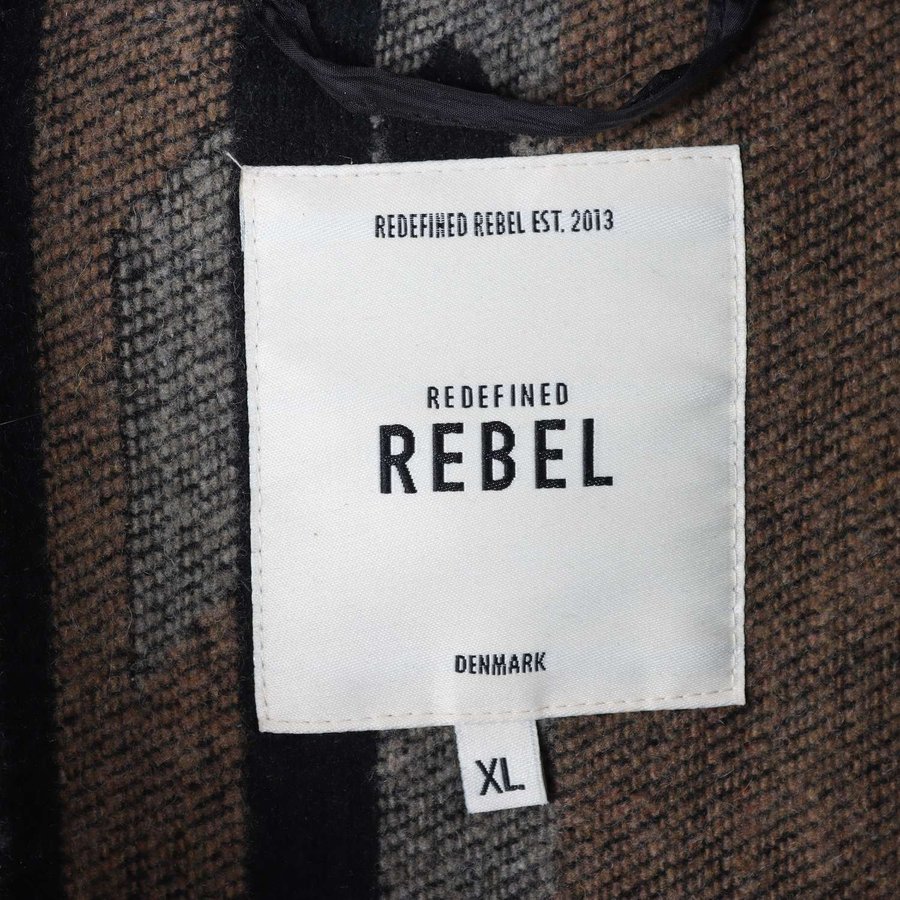 REDEFINED REBEL EST. 2013
REDEFINED
REBEL
DENMARK
XL